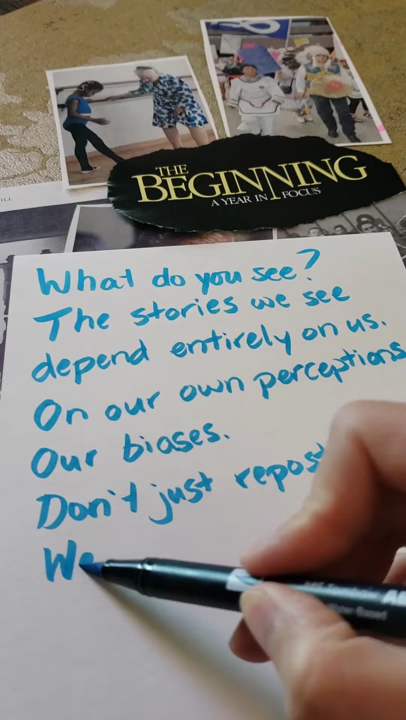 THE
BEGINNING
A YEAR IN FOCUS
What do you see?
The stories we see
depend entirely on us.
On our own perceptions
Our biases.
Don't just repost
We